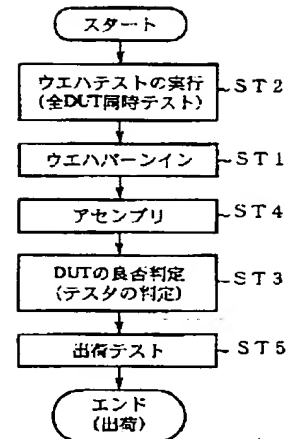 スタート
ウエハテストの実行 ST2
(全DUT同時テスト)
ウエハバーンイン ST1
アセンブリ ST4
DUTの良否判定 ST3
(テスタの判定)
出荷テスト ST5
エンド
(出荷)